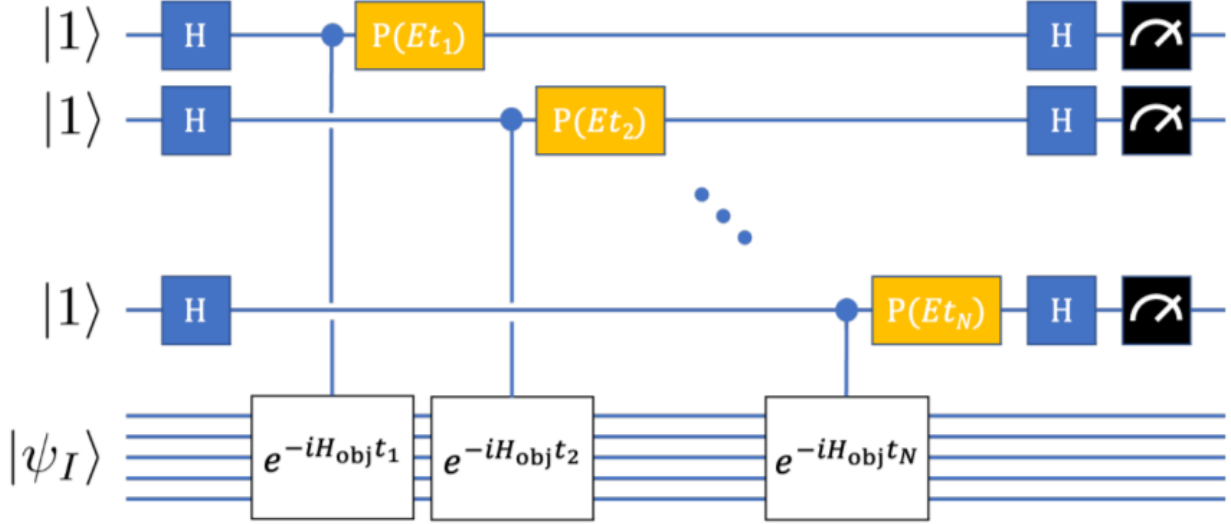 |1⟩ H P(Et₁) H
|1⟩ H P(Et₂) H
|1⟩ H P(Et_N) H
|ψ_I⟩ e^{-iH_obj t₁} e^{-iH_obj t₂} e^{-iH_obj t_N}